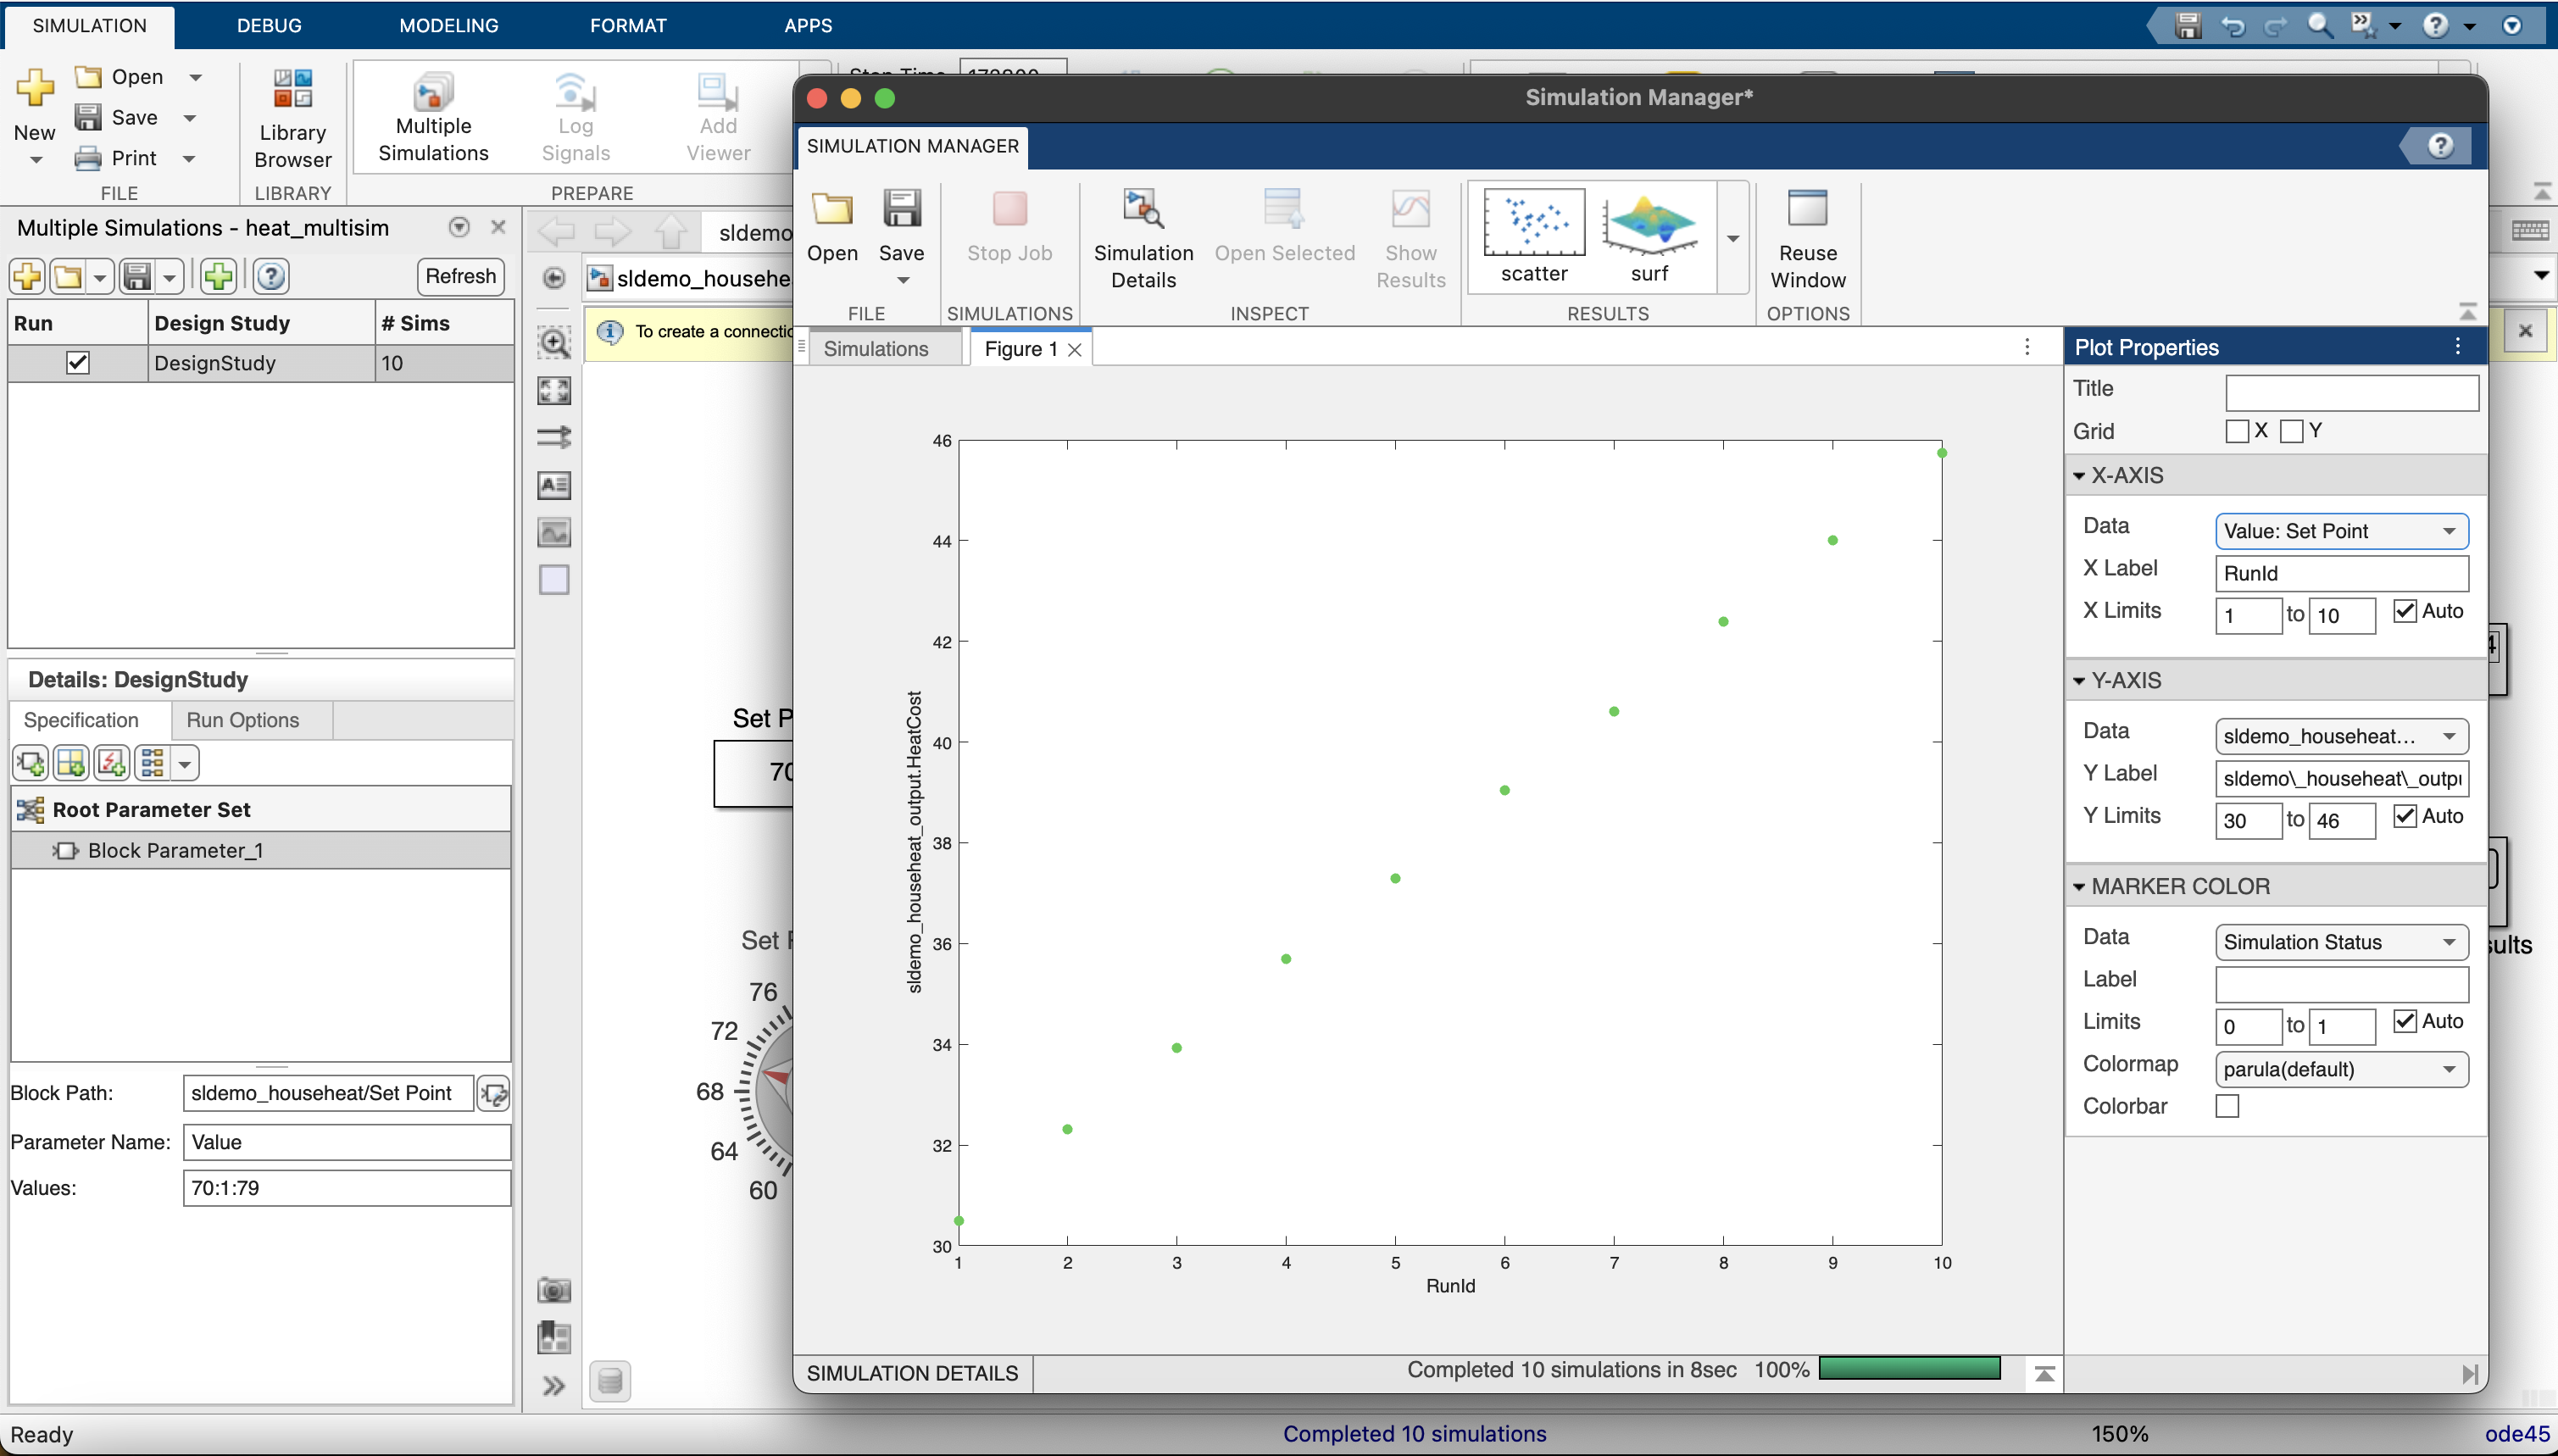 SIMULATION DEBUG MODELING FORMAT APPS
New
Open
Save
Print
FILE
Library Browser
LIBRARY
Multiple Simulations
Log Signals
Add Viewer
PREPARE
Multiple Simulations - heat_multisim
Refresh
Run Design Study # Sims
DesignStudy 10
Details: DesignStudy
Specification Run Options
Root Parameter Set
Block Parameter_1
Block Path: sldemo_househeat/Set Point
Parameter Name: Value
Values: 70:1:79
sldemo
sldemo_househe
To create a connectio
Set P
70
Set
76
72
68
64
60
Simulation Manager*
SIMULATION MANAGER
Open
Save
FILE
Stop Job
SIMULATIONS
Simulation Details
Open Selected
Show Results
INSPECT
scatter
surf
RESULTS
Reuse Window
OPTIONS
Simulations
Figure 1
46
44
42
40
38
36
34
32
30
sldemo_househeat_output.HeatCost
1 2 3 4 5 6 7 8 9 10
RunId
Plot Properties
Title
Grid X Y
X-AXIS
Data Value: Set Point
X Label RunId
X Limits 1 to 10 Auto
Y-AXIS
Data sldemo_househeat...
Y Label sldemo\_househeat\_outpu
Y Limits 30 to 46 Auto
MARKER COLOR
Data Simulation Status
Label
Limits 0 to 1 Auto
Colormap parula(default)
Colorbar
SIMULATION DETAILS
Completed 10 simulations in 8sec 100%
sults
Ready
Completed 10 simulations
150%
ode45